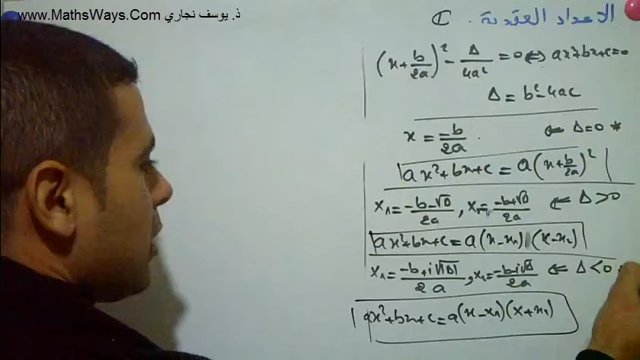 د. يوسف نجاري www.MathsWays.Com
الأعداد العقدية . C
(x+b/2a)² - Δ/4a² = 0 ⇔ ax²+bx+c=0
Δ = b²-4ac
x = -b/2a . ⇐ Δ=0 *
ax²+bx+c = a(x+b/2a)²
x₁ = -b-√Δ/2a , x₂ = -b+√Δ/2a ⇐ Δ>0
ax²+bx+c = a(x-x₁)(x-x₂)
x₁ = -b+i√|Δ|/2a , x₂ = -b-i√Δ/2a ⇐ Δ<0
ax²+bx+c = a(x-x₁)(x+x₁)